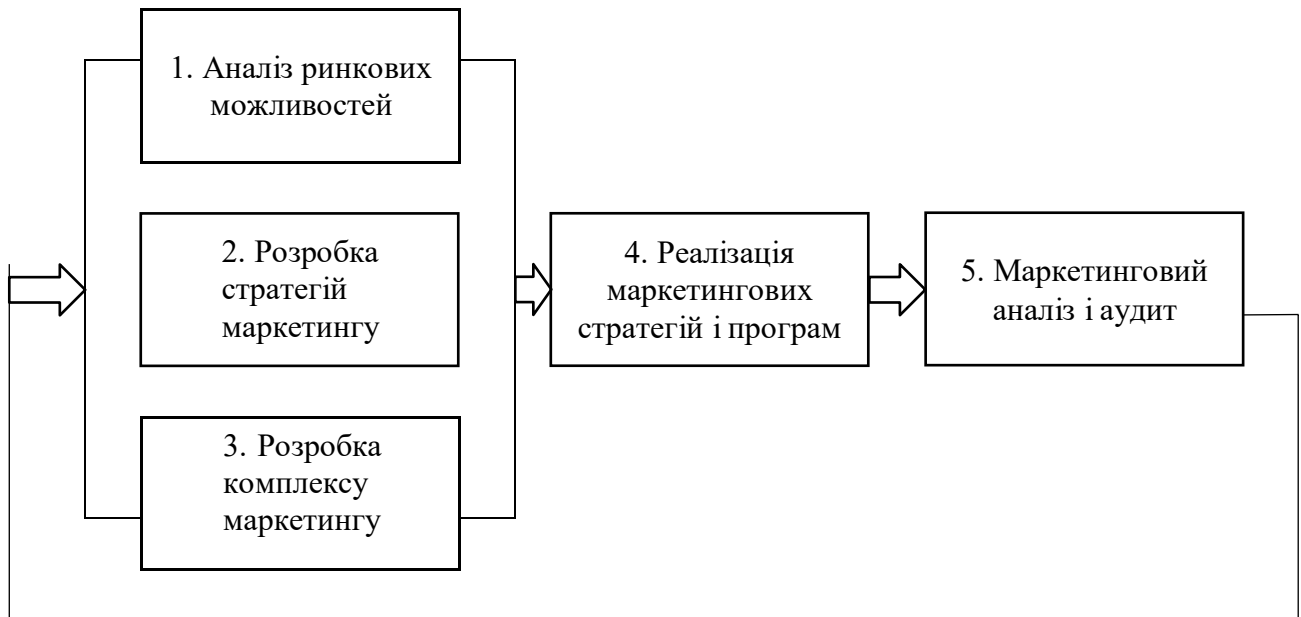 1. Аналіз ринкових
можливостей
2. Розробка
стратегій
маркетингу
3. Розробка
комплексу
маркетингу
4. Реалізація
маркетингових
стратегій і програм
5. Маркетинговий
аналіз і аудит